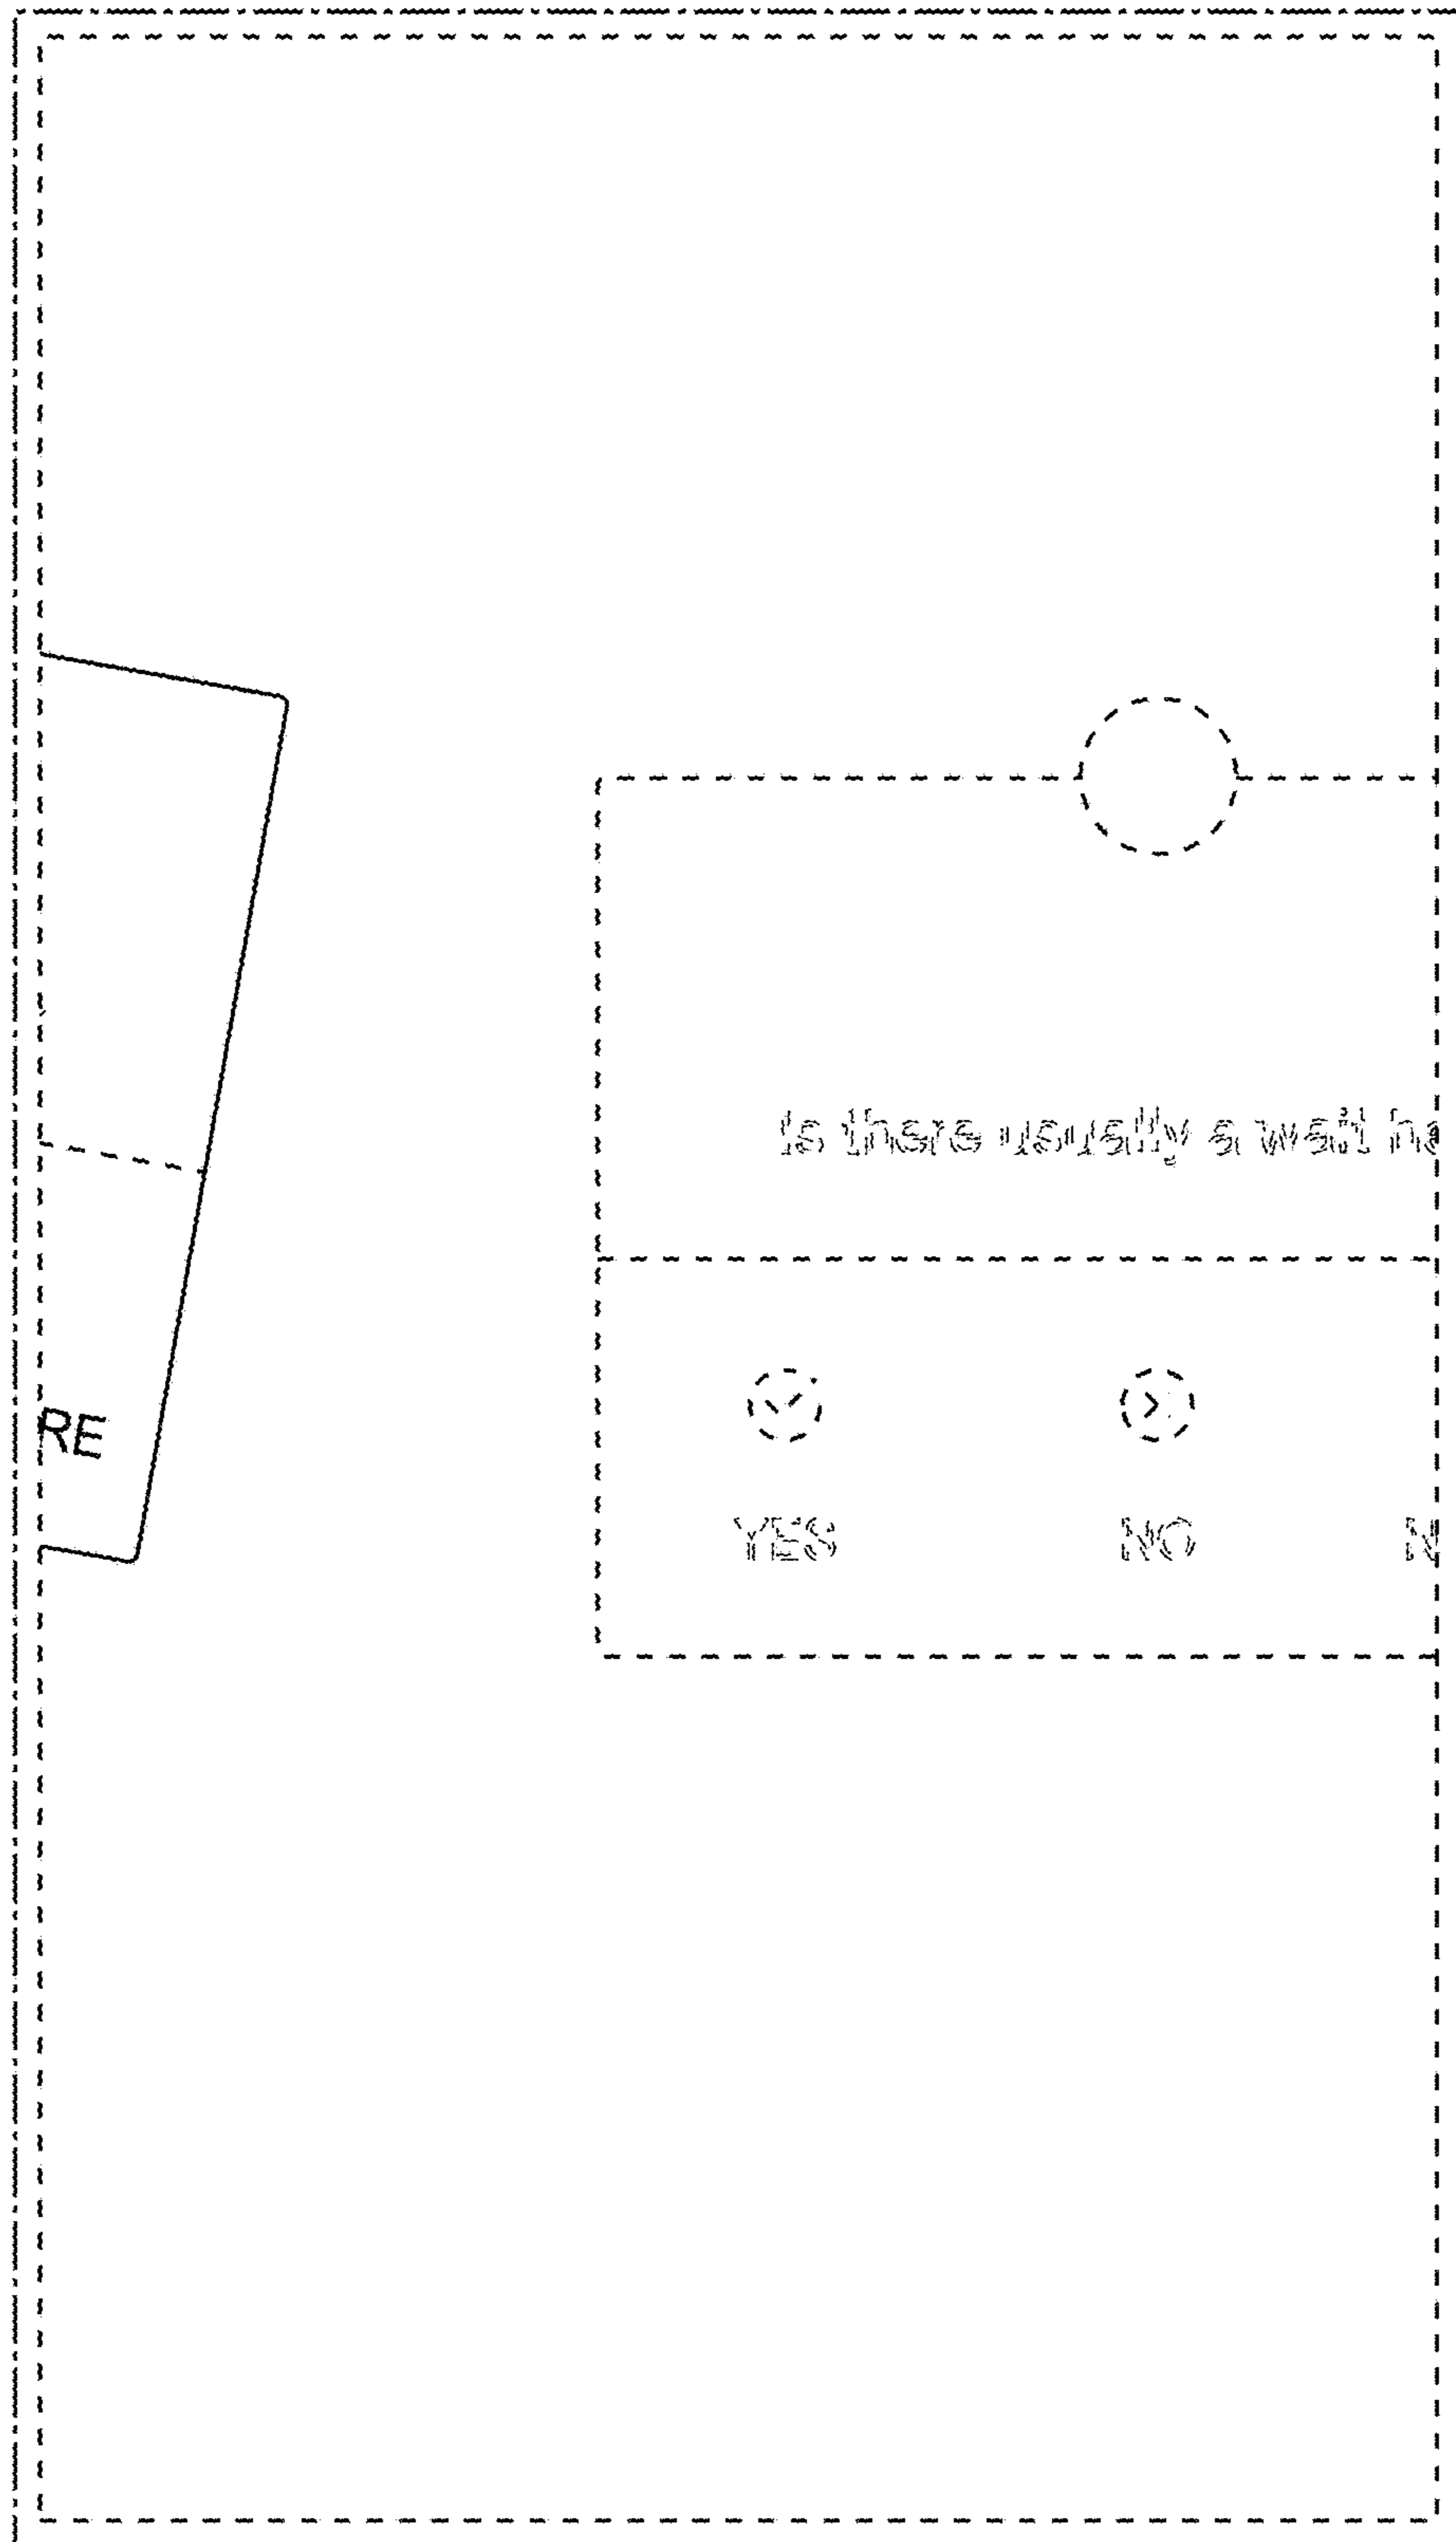 Is there usually a wait he
RE
YES NO N